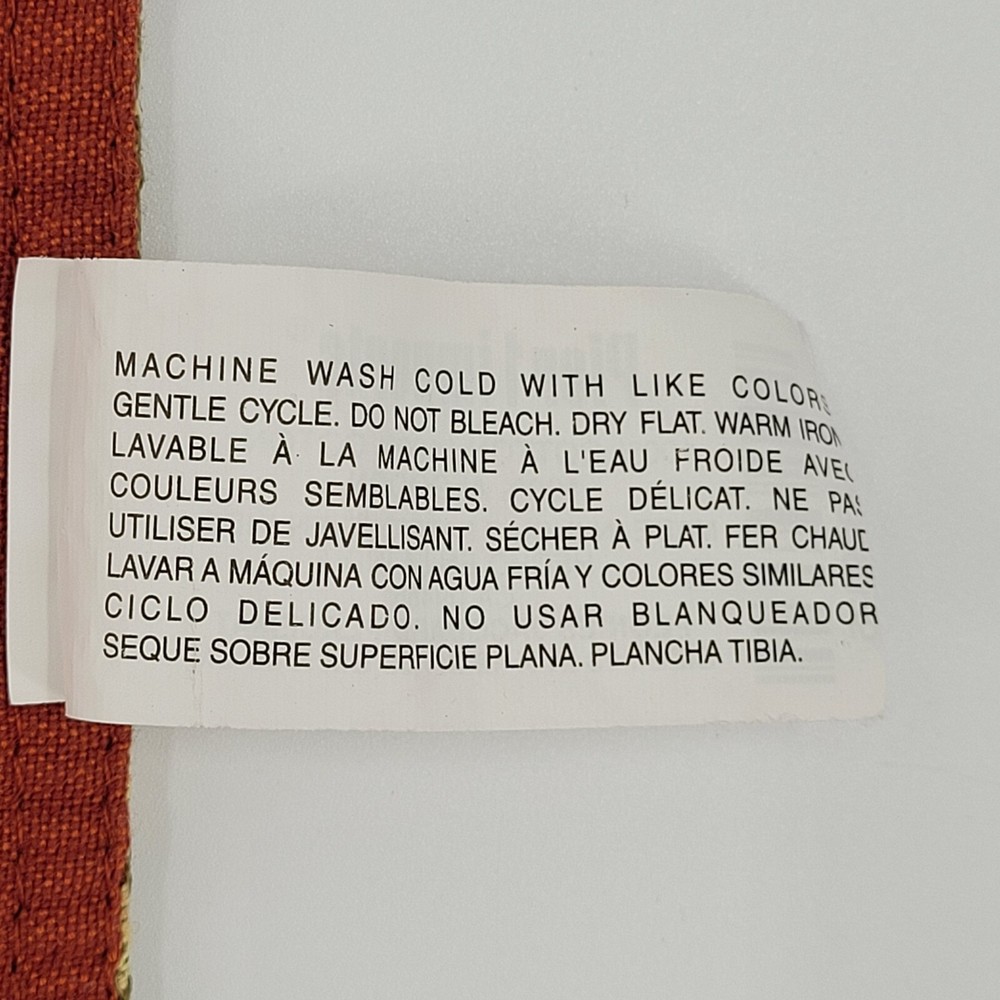 MACHINE WASH COLD WITH LIKE COLORS
GENTLE CYCLE. DO NOT BLEACH. DRY FLAT. WARM IRON
LAVABLE À LA MACHINE À L'EAU FROIDE AVEC
COULEURS SEMBLABLES. CYCLE DÉLICAT. NE PAS
UTILISER DE JAVELLISANT. SÉCHER À PLAT. FER CHAUD
LAVAR A MÁQUINA CON AGUA FRÍA Y COLORES SIMILARES
CICLO DELICADO. NO USAR BLANQUEADOR
SEQUE SOBRE SUPERFICIE PLANA. PLANCHA TIBIA.